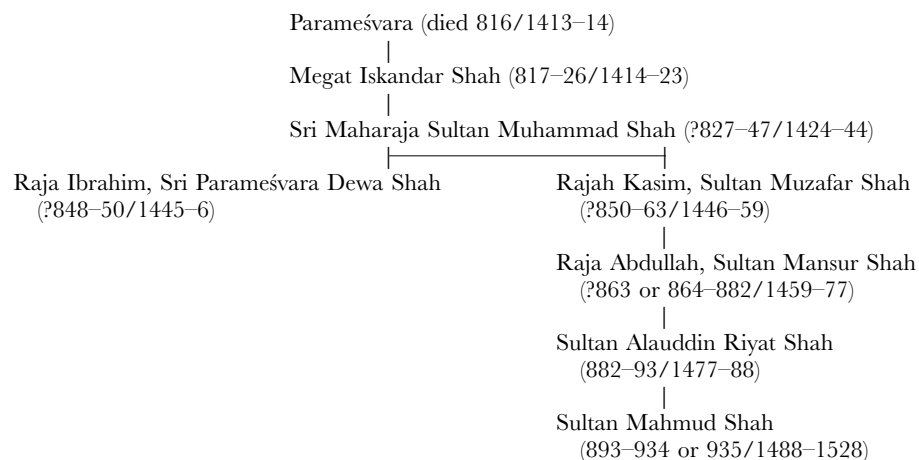 Parameśvara (died 816/1413–14)
Megat Iskandar Shah (817–26/1414–23)
Sri Maharaja Sultan Muhammad Shah (?827–47/1424–44)
Raja Ibrahim, Sri Parameśvara Dewa Shah
(?848–50/1445–6)
Rajah Kasim, Sultan Muzafar Shah
(?850–63/1446–59)
Raja Abdullah, Sultan Mansur Shah
(?863 or 864–882/1459–77)
Sultan Alauddin Riyat Shah
(882–93/1477–88)
Sultan Mahmud Shah
(893–934 or 935/1488–1528)